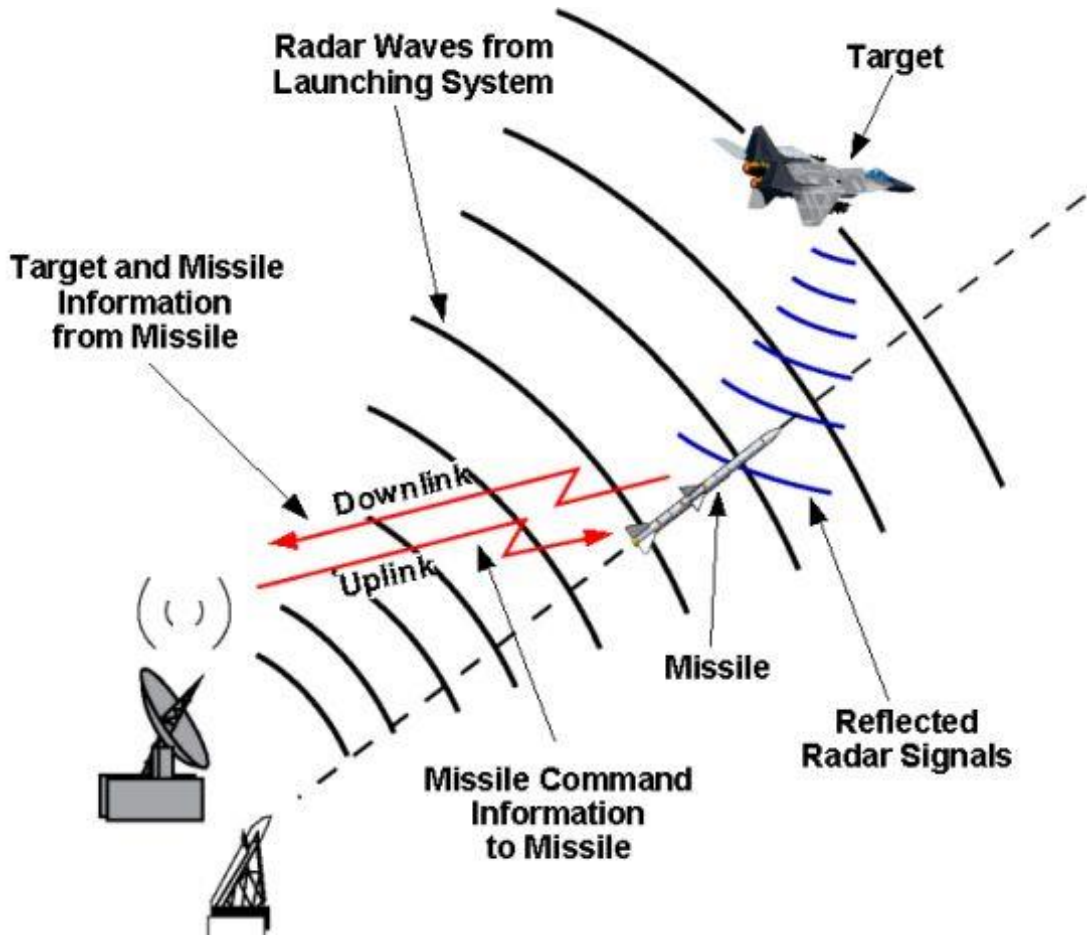 Radar Waves from
Launching System
Target
Target and Missile
Information
from Missile
Downlink
Uplink
Missile
Reflected
Radar Signals
Missile Command
Information
to Missile